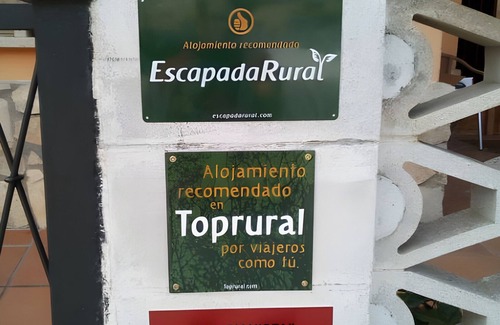 Alojamiento recomendado
EscapadaRural
escapadarural.com
Alojamiento
recomendado
en
Toprural
por viajeros
como tú.
Toprural.com